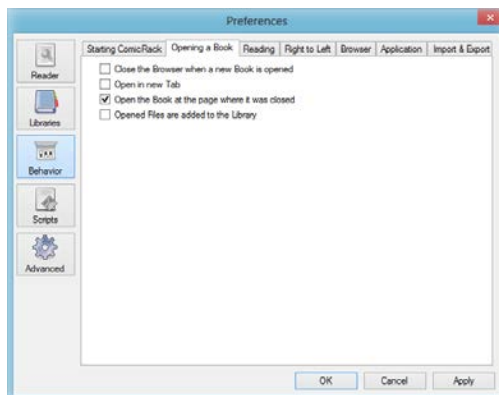 Preferences
Starting ComicRack Opening a Book Reading Right to Left Browser Application Import & Export
Reader
Libraries
Behavior
Scripts
Advanced
Close the Browser when a new Book is opened
Open in new Tab
Open the Book at the page where it was closed
Opened Files are added to the Library
OK Cancel Apply